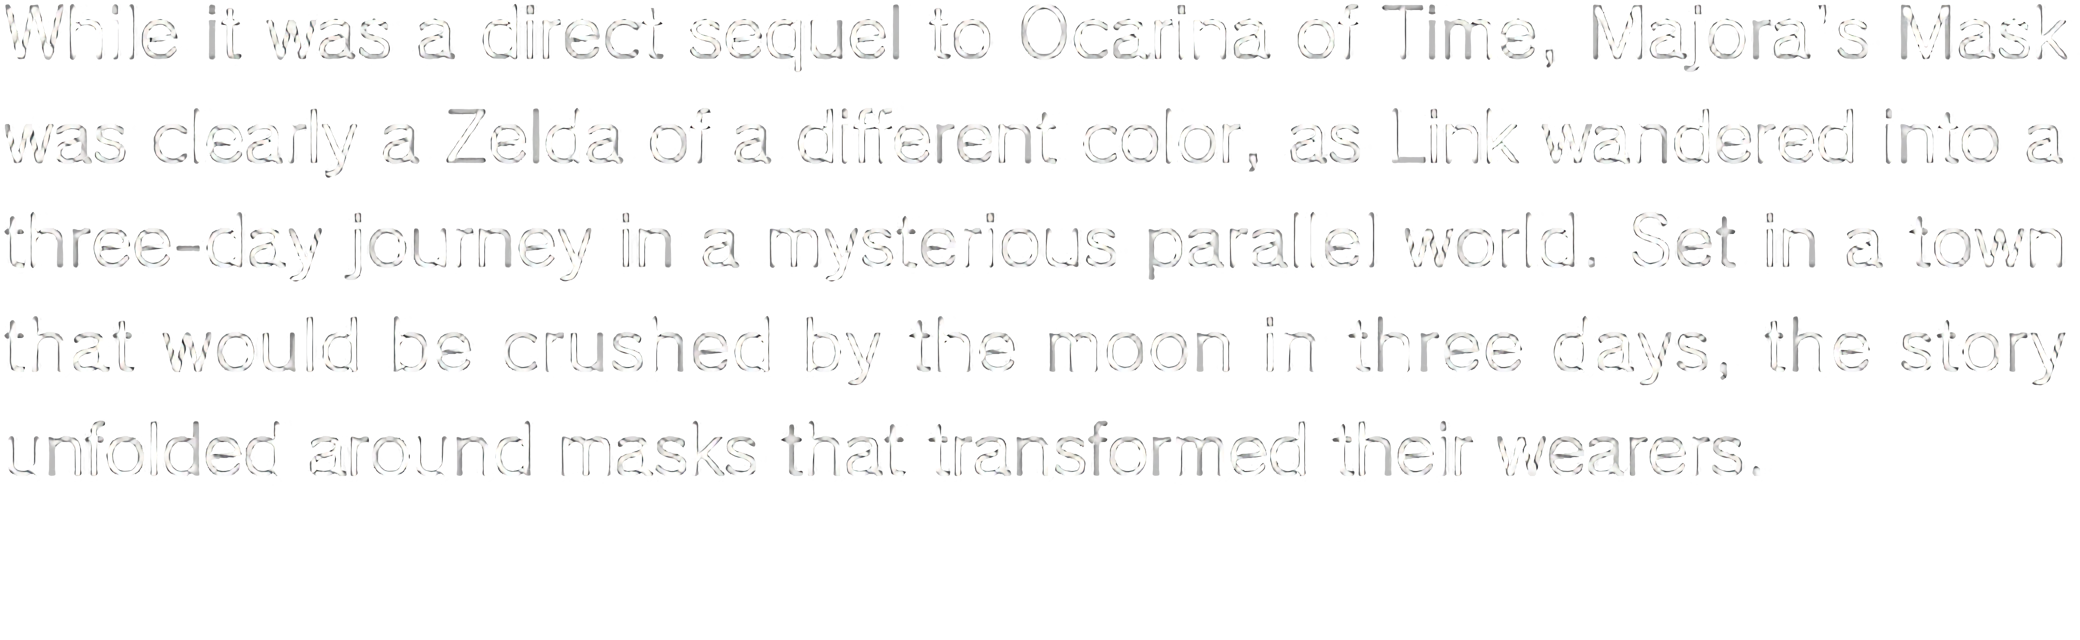 While it was a direct sequel to Ocarina of Time, Majora's Mask
was clearly a Zelda of a different color, as Link wandered into a
three-day journey in a mysterious parallel world. Set in a town
that would be crushed by the moon in three days, the story
unfolded around masks that transformed their wearers.